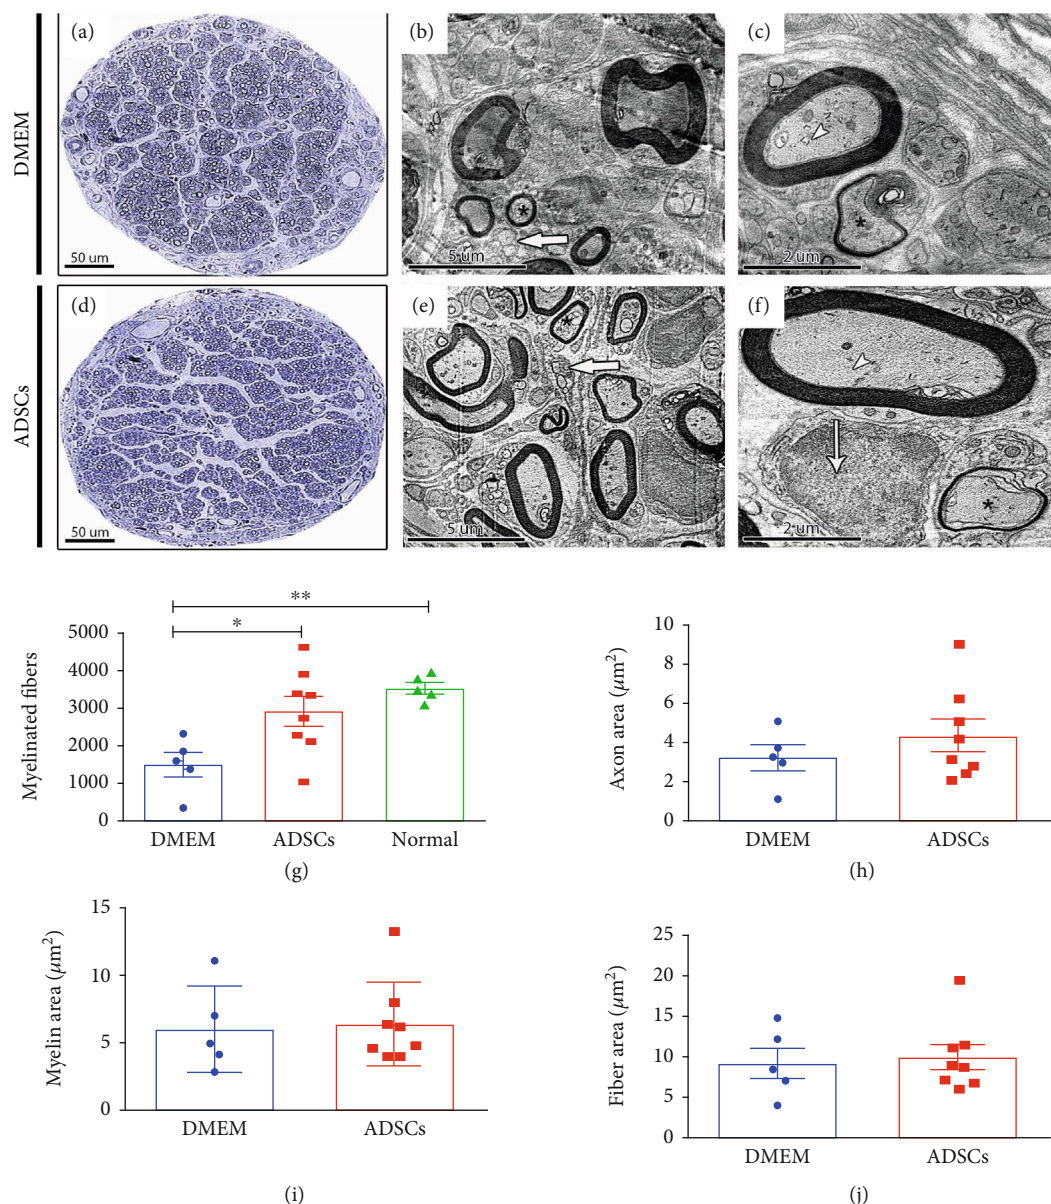 DMEM
(a)
50 um
(b)
*
5 um
(c)
*
2 um
ADSCs
(d)
50 um
(e)
*
5 um
(f)
*
2 um
**
*
Myelinated fibers
5000
4000
3000
2000
1000
0
DMEM ADSCs Normal
(g)
Axon area (μm²)
10
8
6
4
2
0
DMEM ADSCs
(h)
Myelin area (μm²)
15
10
5
0
DMEM ADSCs
(i)
Fiber area (μm²)
25
20
15
10
5
0
DMEM ADSCs
(j)